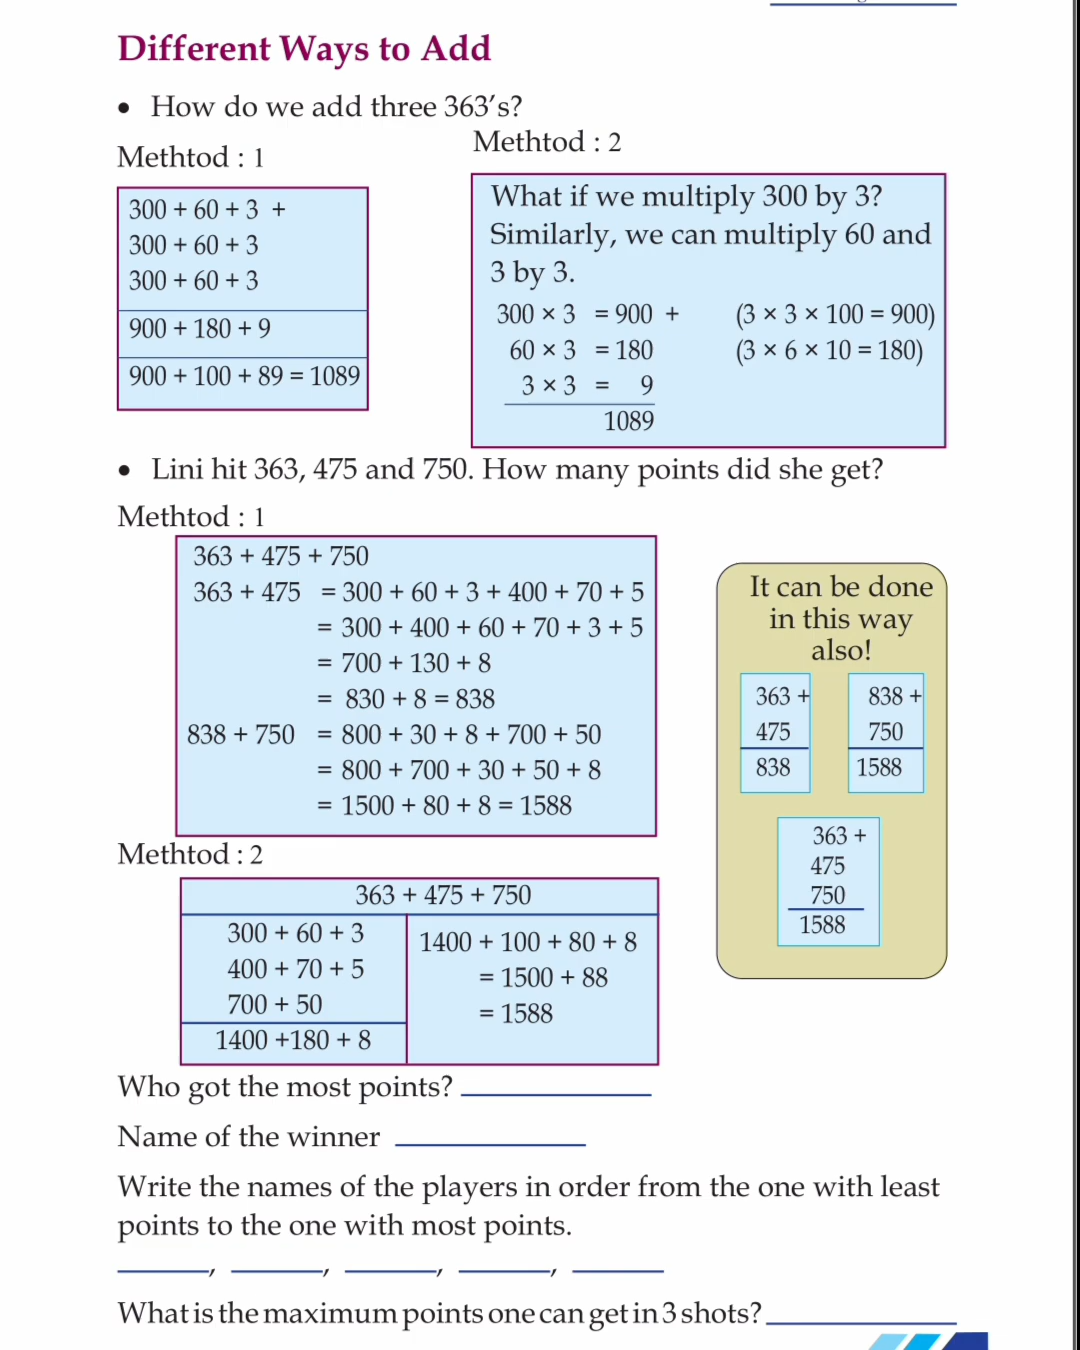 Different Ways to Add
• How do we add three 363’s?
Methtod : 1
300 + 60 + 3 +
300 + 60 + 3
300 + 60 + 3
900 + 180 + 9
900 + 100 + 89 = 1089
Methtod : 2
What if we multiply 300 by 3?
Similarly, we can multiply 60 and
3 by 3.
300 × 3 = 900 + (3 × 3 × 100 = 900)
60 × 3 = 180 (3 × 6 × 10 = 180)
3 × 3 = 9
1089
• Lini hit 363, 475 and 750. How many points did she get?
Methtod : 1
363 + 475 + 750
363 + 475 = 300 + 60 + 3 + 400 + 70 + 5
= 300 + 400 + 60 + 70 + 3 + 5
= 700 + 130 + 8
= 830 + 8 = 838
838 + 750 = 800 + 30 + 8 + 700 + 50
= 800 + 700 + 30 + 50 + 8
= 1500 + 80 + 8 = 1588
It can be done
in this way
also!
363 +
475
838
838 +
750
1588
363 +
475
750
1588
Methtod : 2
363 + 475 + 750
300 + 60 + 3
400 + 70 + 5
700 + 50
1400 +180 + 8
1400 + 100 + 80 + 8
= 1500 + 88
= 1588
Who got the most points?
Name of the winner
Write the names of the players in order from the one with least
points to the one with most points.
, , , ,
What is the maximum points one can get in 3 shots?